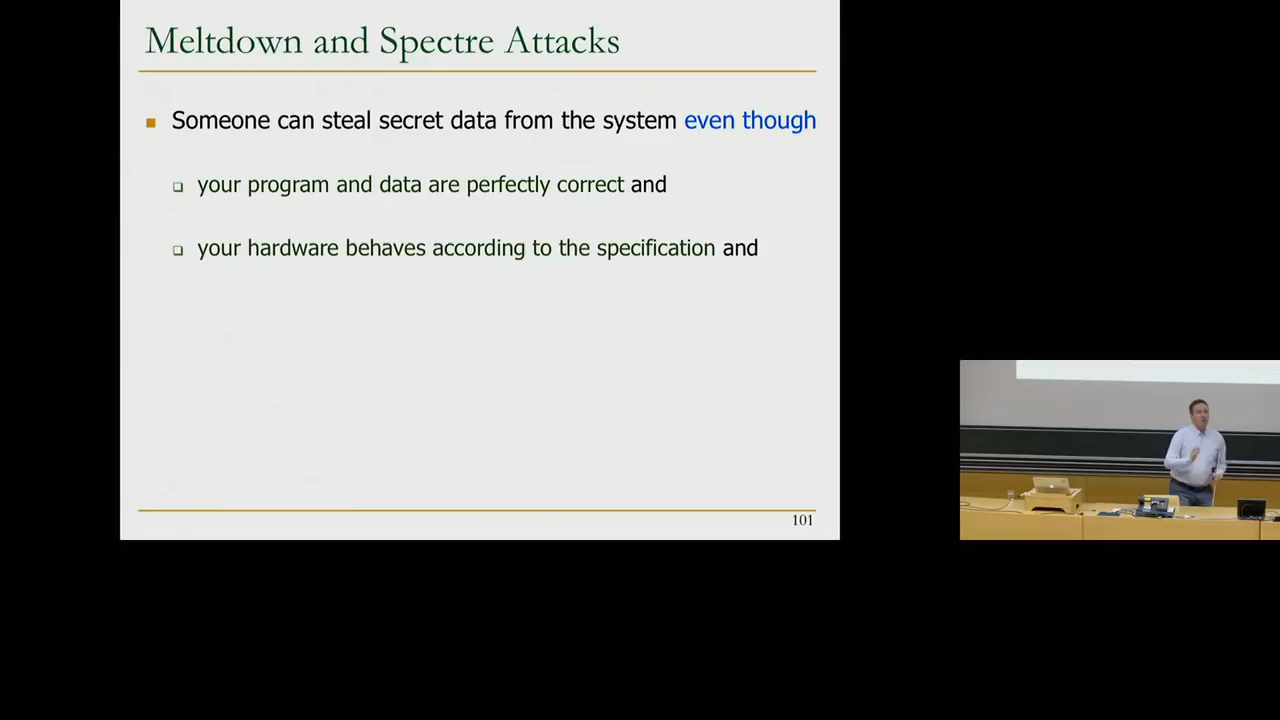 Meltdown and Spectre Attacks
Someone can steal secret data from the system even though
your program and data are perfectly correct and
your hardware behaves according to the specification and
101